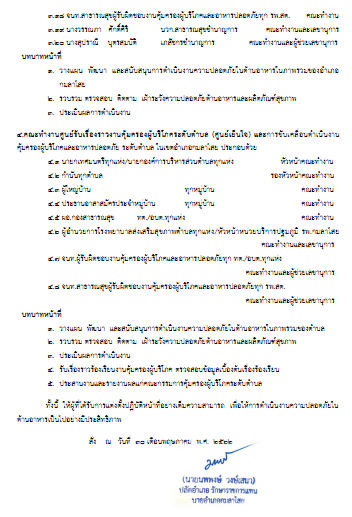 ๓.๑๘ จนท.สาธารณสุขผู้รับผิดชอบงานคุ้มครองผู้บริโภคและอาหารปลอดภัยทุก รพ.สต. คณะทำงาน
๓.๑๙ นางวรรณภา ศักดิ์ศิริ นวก.สาธารณสุขชำนาญการ คณะทำงานและเลขานุการ
๓.๒๐ นางสุปราณี บุตรสมบัติ เภสัชกรชำนาญการ คณะทำงานและผู้ช่วยเลขานุการ
บทบาทหน้าที่
๑. วางแผน พัฒนา และสนับสนุนการดำเนินงานความปลอดภัยในด้านอาหารในภาพรวมของอำเภอกมลาไสย
๒. รวบรวม ตรวจสอบ ติดตาม เฝ้าระวังความปลอดภัยด้านอาหารและผลิตภัณฑ์สุขภาพ
๓. ประเมินผลการดำเนินงาน
๔.คณะทำงานศูนย์รับเรื่องราวงานคุ้มครองผู้บริโภคระดับตำบล (ศูนย์เอินใจ) และการขับเคลื่อนดำเนินงาน
คุ้มครองผู้บริโภคและอาหารปลอดภัย ระดับตำบล ในเขตอำเภอกมลาไสย ประกอบด้วย
๔.๑ นายกเทศมนตรีทุกแห่ง/นายกองค์การบริหารส่วนตำบลทุกแห่ง หัวหน้าคณะทำงาน
๔.๒ กำนันทุกตำบล รองหัวหน้าคณะทำงาน
๔.๓ ผู้ใหญ่บ้าน ทุกหมู่บ้าน คณะทำงาน
๔.๔ ประธานอาสาสมัครประจำหมู่บ้าน ทุกหมู่บ้าน คณะทำงาน
๔.๕ ผอ.กองสาธารณสุข ทต./อบต.ทุกแห่ง คณะทำงาน
๔.๖ ผู้อำนวยการโรงพยาบาลส่งเสริมสุขภาพตำบลทุกแห่ง/หัวหน้าหน่วยบริการปฐมภูมิ รพ.กมลาไสย
คณะทำงานและเลขานุการ
๔.๗ จนท.ผู้รับผิดชอบงานคุ้มครองผู้บริโภคและอาหารปลอดภัยทุก ทต./อบต.ทุกแห่ง
คณะทำงานและผู้ช่วยเลขานุการ
๔.๘ จนท.สาธารณสุขผู้รับผิดชอบงานคุ้มครองผู้บริโภคและอาหารปลอดภัยทุก รพ.สต.
คณะทำงานและผู้ช่วยเลขานุการ
บทบาทหน้าที่
๑. วางแผน พัฒนา และสนับสนุนการดำเนินงานความปลอดภัยในด้านอาหารในภาพรวมของตำบล
๒. รวบรวม ตรวจสอบ ติดตาม เฝ้าระวังความปลอดภัยด้านอาหารและผลิตภัณฑ์สุขภาพ
๓. ประเมินผลการดำเนินงาน
๔. รับเรื่องราวร้องเรียนงานคุ้มครองผู้บริโภค ตรวจสอบข้อมูลเบื้องต้นเรื่องร้องเรียน
๕. ประสานงานและรายงานผลแก่คณะกรรมการคุ้มครองผู้บริโภคระดับตำบล
ทั้งนี้ ให้ผู้ที่ได้รับการแต่งตั้งปฏิบัติหน้าที่อย่างเต็มความสามารถ เพื่อให้การดำเนินงานความปลอดภัยใน
ด้านอาหารเป็นไปอย่างมีประสิทธิภาพ
สั่ง ณ วันที่ ๓๑ เดือนพฤษภาคม พ.ศ. ๒๕๖๒
(นายนพพงษ์ วงษ์เสนา)
ปลัดอำเภอ รักษาราชการแทน
นายอำเภอกมลาไสย